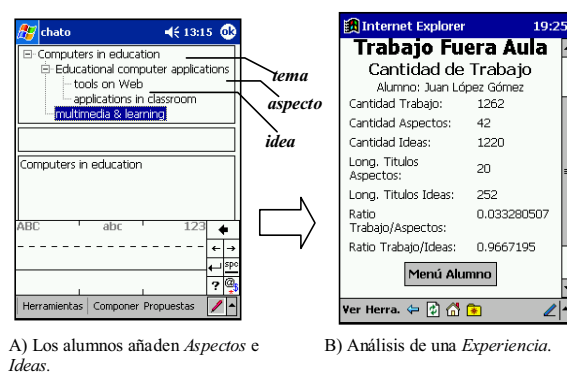 chato 13:15 ok
Computers in education
Educational computer applications
tools on Web
applications in classroom
multimedia & learning
Computers in education
ABC abc 123
spc
? @
Herramientas Componer Propuestas
tema
aspecto
idea
A) Los alumnos añaden Aspectos e
Ideas.
Internet Explorer 19:25
Trabajo Fuera Aula
Cantidad de Trabajo
Alumno: Juan López Gómez
Cantidad Trabajo: 1262
Cantidad Aspectos: 42
Cantidad Ideas: 1220
Long. Titulos
Aspectos: 20
Long. Titulos Ideas: 252
Ratio
Trabajo/Aspectos: 0.033280507
Ratio Trabajo/Ideas: 0.9667195
Menú Alumno
Ver Herra.
B) Análisis de una Experiencia.